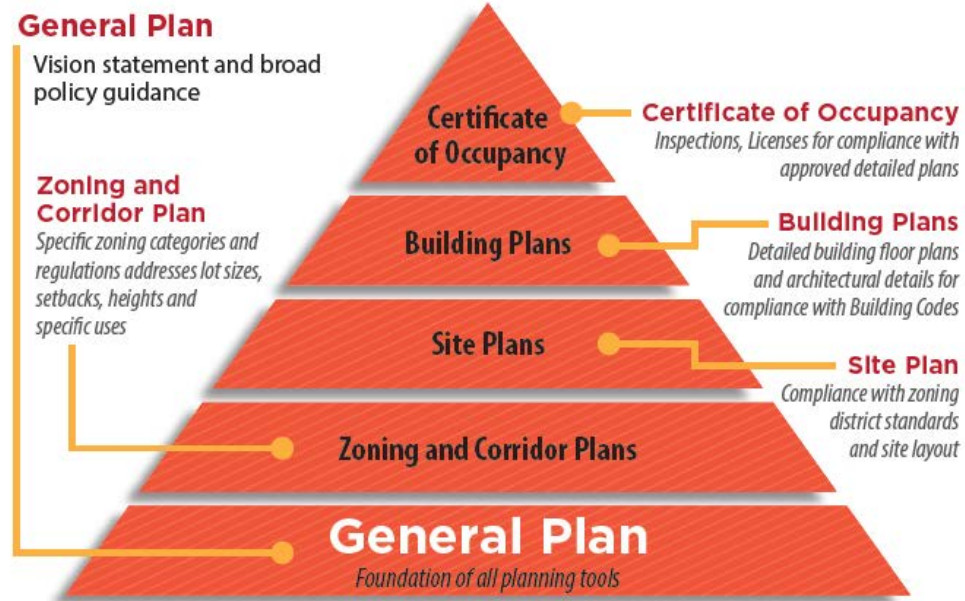 General Plan
Vision statement and broad
policy guidance
Zoning and
Corridor Plan
Specific zoning categories and
regulations addresses lot sizes,
setbacks, heights and
specific uses
Certificate
of Occupancy
Building Plans
Site Plans
Zoning and Corridor Plans
General Plan
Foundation of all planning tools
Certificate of Occupancy
Inspections, Licenses for compliance with
approved detailed plans
Building Plans
Detailed building floor plans
and architectural details for
compliance with Building Codes
Site Plan
Compliance with zoning
district standards
and site layout